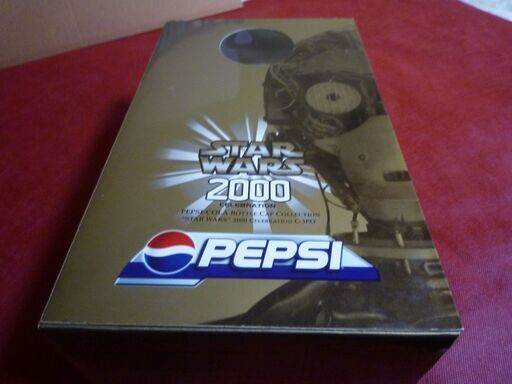 STAR
WARS
2000
CELEBRATION
PEPSI-COLA BOTTLE CAP COLLECTION
"STAR WARS" 2000 CELEBRATION C-3PO
PEPSI